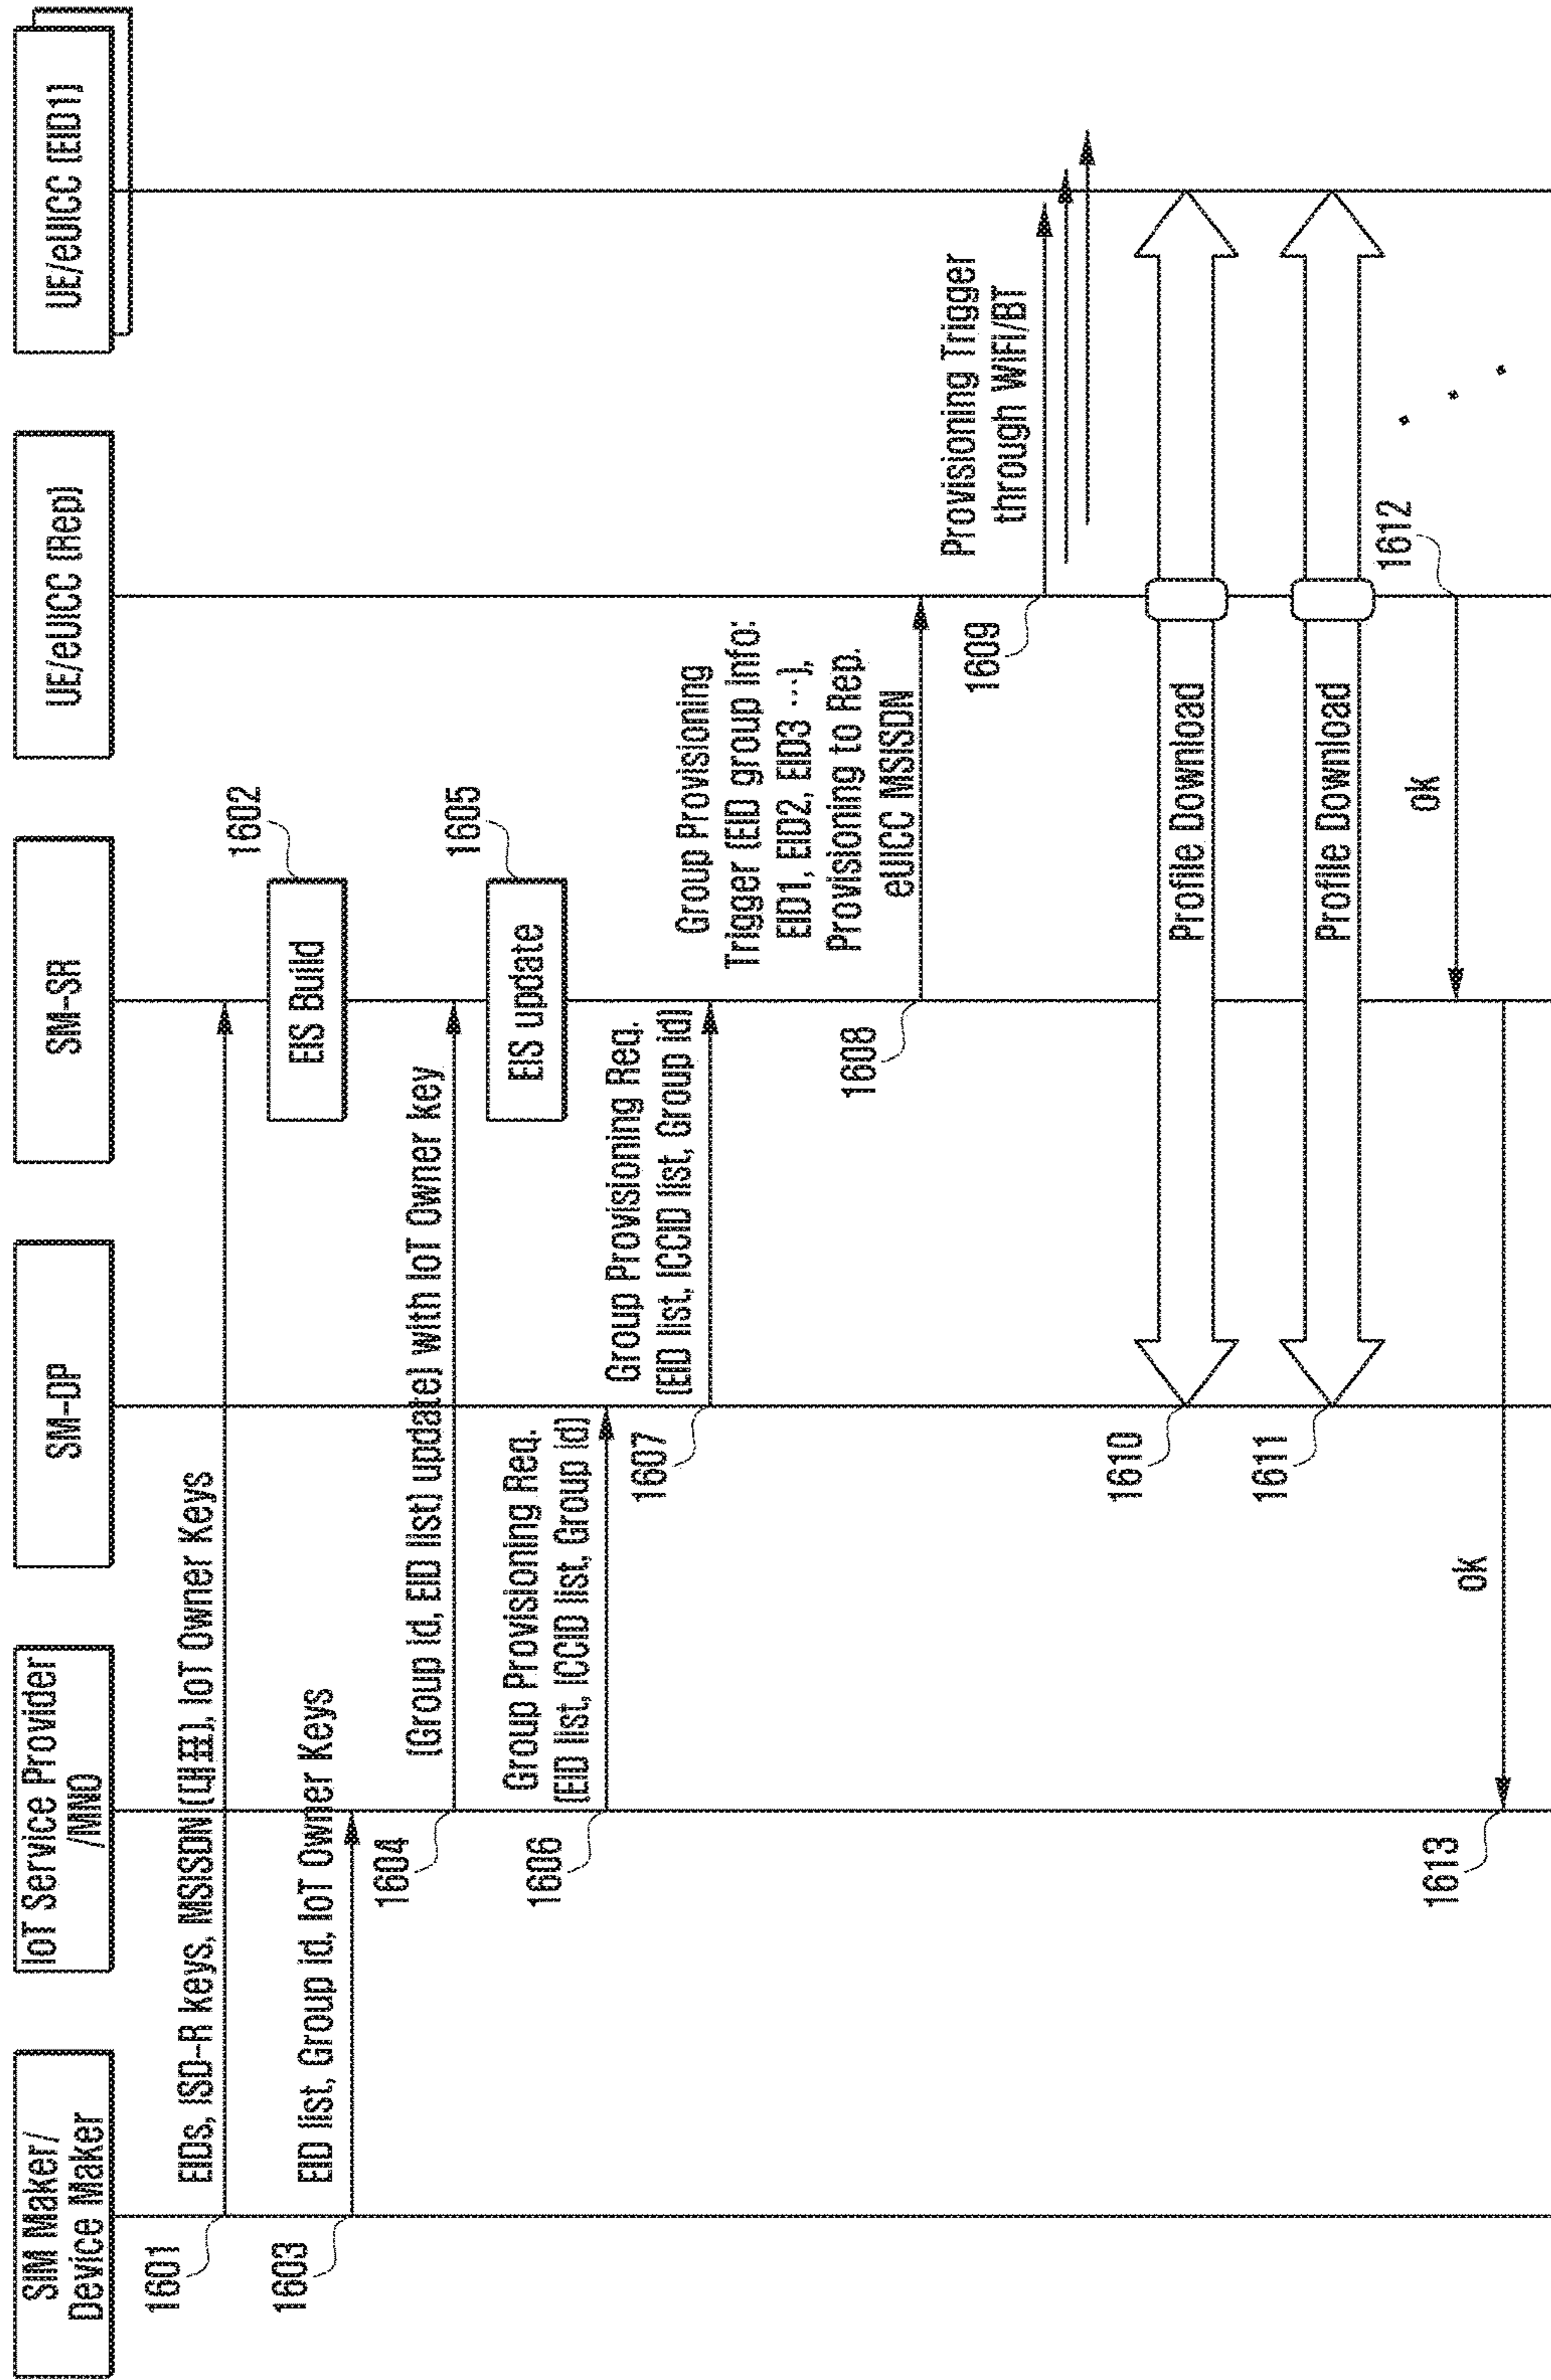 SIM Maker/
Device Maker
IoT Service Provider
/MNO
SM-DP
SM-SR
UE/eUICC (Rep)
UE/eUICC (EID1)
1601
EIDs, ISD-R keys, MSISDN (대표), IoT Owner Keys
1602
EIS Build
1603
EID list, Group id, IoT Owner Keys
1604
(Group id, EID list) update) with IoT Owner key
1605
EIS update
1606
Group Provisioning Req.
(EID list, ICCID list, Group id)
1607
Group Provisioning Req.
(EID list, ICCID list, Group id)
1608
Group Provisioning
Trigger (EID group info:
EID1, EID2, EID3 ···),
Provisioning to Rep.
eUICC MSISDN
1609
Provisioning Trigger
through WiFi/BT
1610
Profile Download
1611
Profile Download
1612
ok
1613
ok